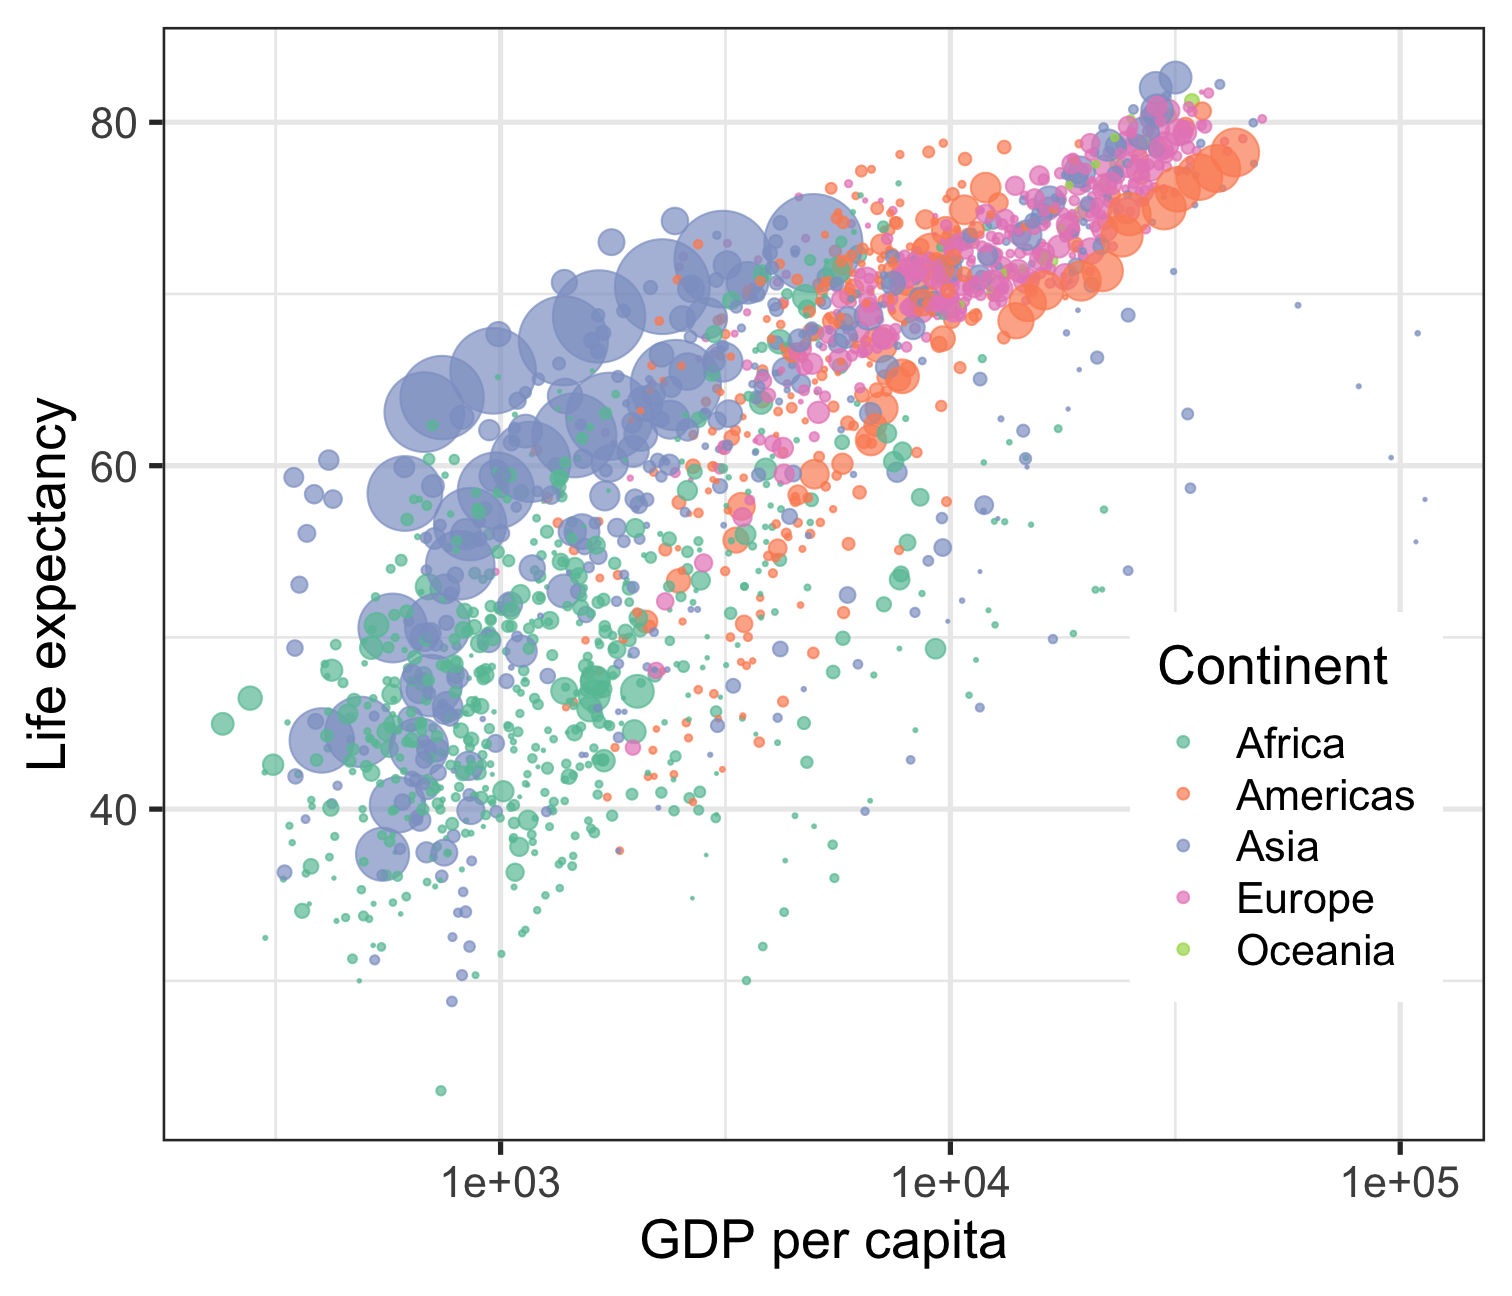 80
60
40
Life expectancy
1e+03
1e+04
1e+05
GDP per capita
Continent
Africa
Americas
Asia
Europe
Oceania